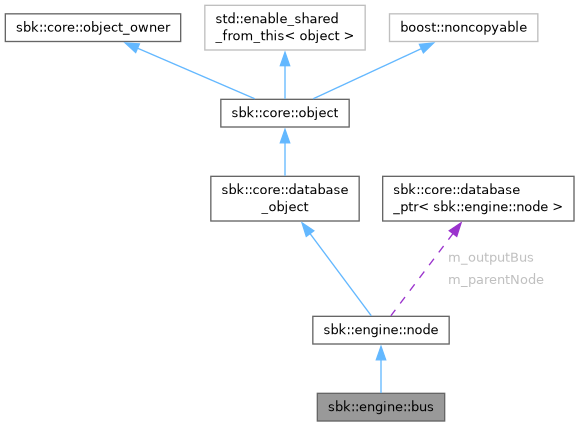 sbk::core::object_owner
std::enable_shared
_from_this< object >
boost::noncopyable
sbk::core::object
sbk::core::database
_object
sbk::core::database
_ptr< sbk::engine::node >
m_outputBus
m_parentNode
sbk::engine::node
sbk::engine::bus